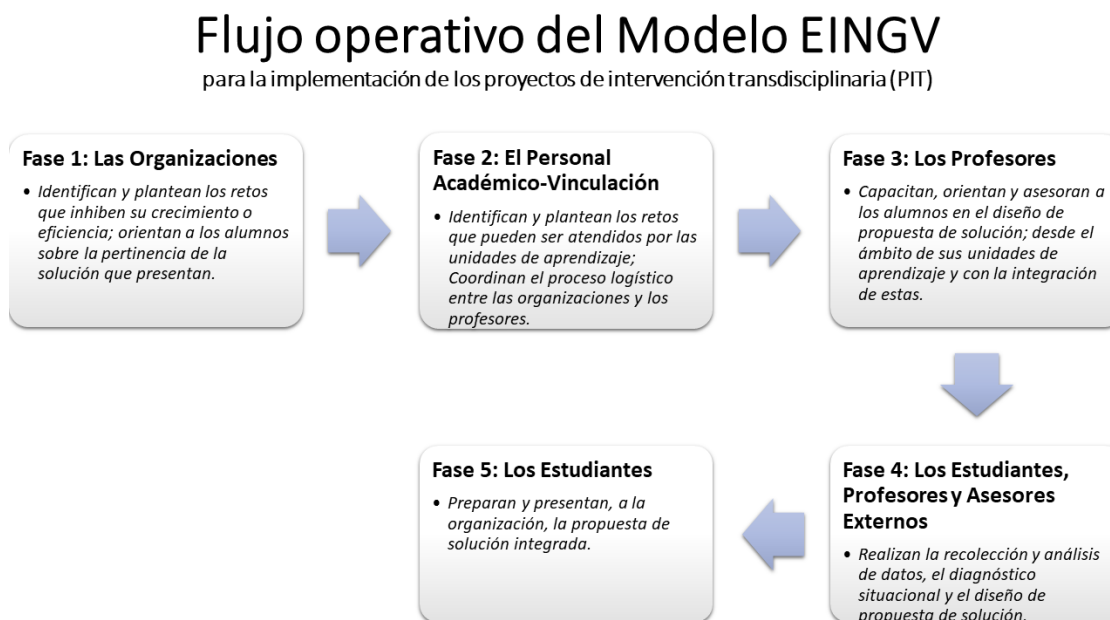 Flujo operativo del Modelo EINGV
para la implementación de los proyectos de intervención transdisciplinaria (PIT)
Fase 1: Las Organizaciones
• Identifican y plantean los retos
que inhiben su crecimiento o
eficiencia; orientan a los alumnos
sobre la pertinencia de la
solución que presentan.
Fase 2: El Personal
Académico-Vinculación
• Identifican y plantean los retos
que pueden ser atendidos por las
unidades de aprendizaje;
Coordinan el proceso logístico
entre las organizaciones y los
profesores.
Fase 3: Los Profesores
• Capacitan, orientan y asesoran a
los alumnos en el diseño de
propuesta de solución; desde el
ámbito de sus unidades de
aprendizaje y con la integración
de estas.
Fase 4: Los Estudiantes,
Profesores y Asesores
Externos
• Realizan la recolección y análisis
de datos, el diagnóstico
situacional y el diseño de
propuesta de solución.
Fase 5: Los Estudiantes
• Preparan y presentan, a la
organización, la propuesta de
solución integrada.